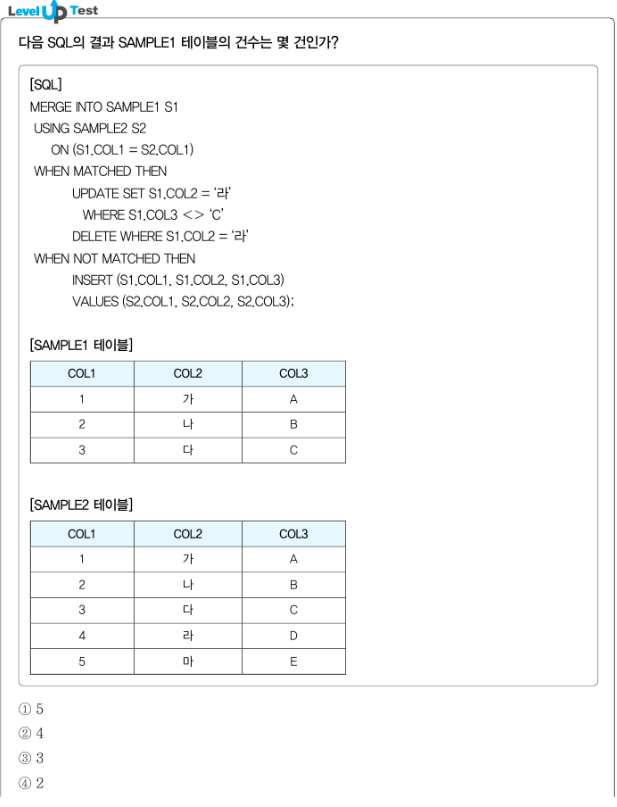 Level Up Test
다음 SQL의 결과 SAMPLE1 테이블의 건수는 몇 건인가?
[SQL]
MERGE INTO SAMPLE1 S1
USING SAMPLE2 S2
ON (S1.COL1 = S2.COL1)
WHEN MATCHED THEN
UPDATE SET S1.COL2 = ‘라’
WHERE S1.COL3 <> ‘C’
DELETE WHERE S1.COL2 = ‘라’
WHEN NOT MATCHED THEN
INSERT (S1.COL1, S1.COL2, S1.COL3)
VALUES (S2.COL1, S2.COL2, S2.COL3);
[SAMPLE1 테이블]
COL1 COL2 COL3
1 가 A
2 나 B
3 다 C
[SAMPLE2 테이블]
COL1 COL2 COL3
1 가 A
2 나 B
3 다 C
4 라 D
5 마 E
① 5
② 4
③ 3
④ 2